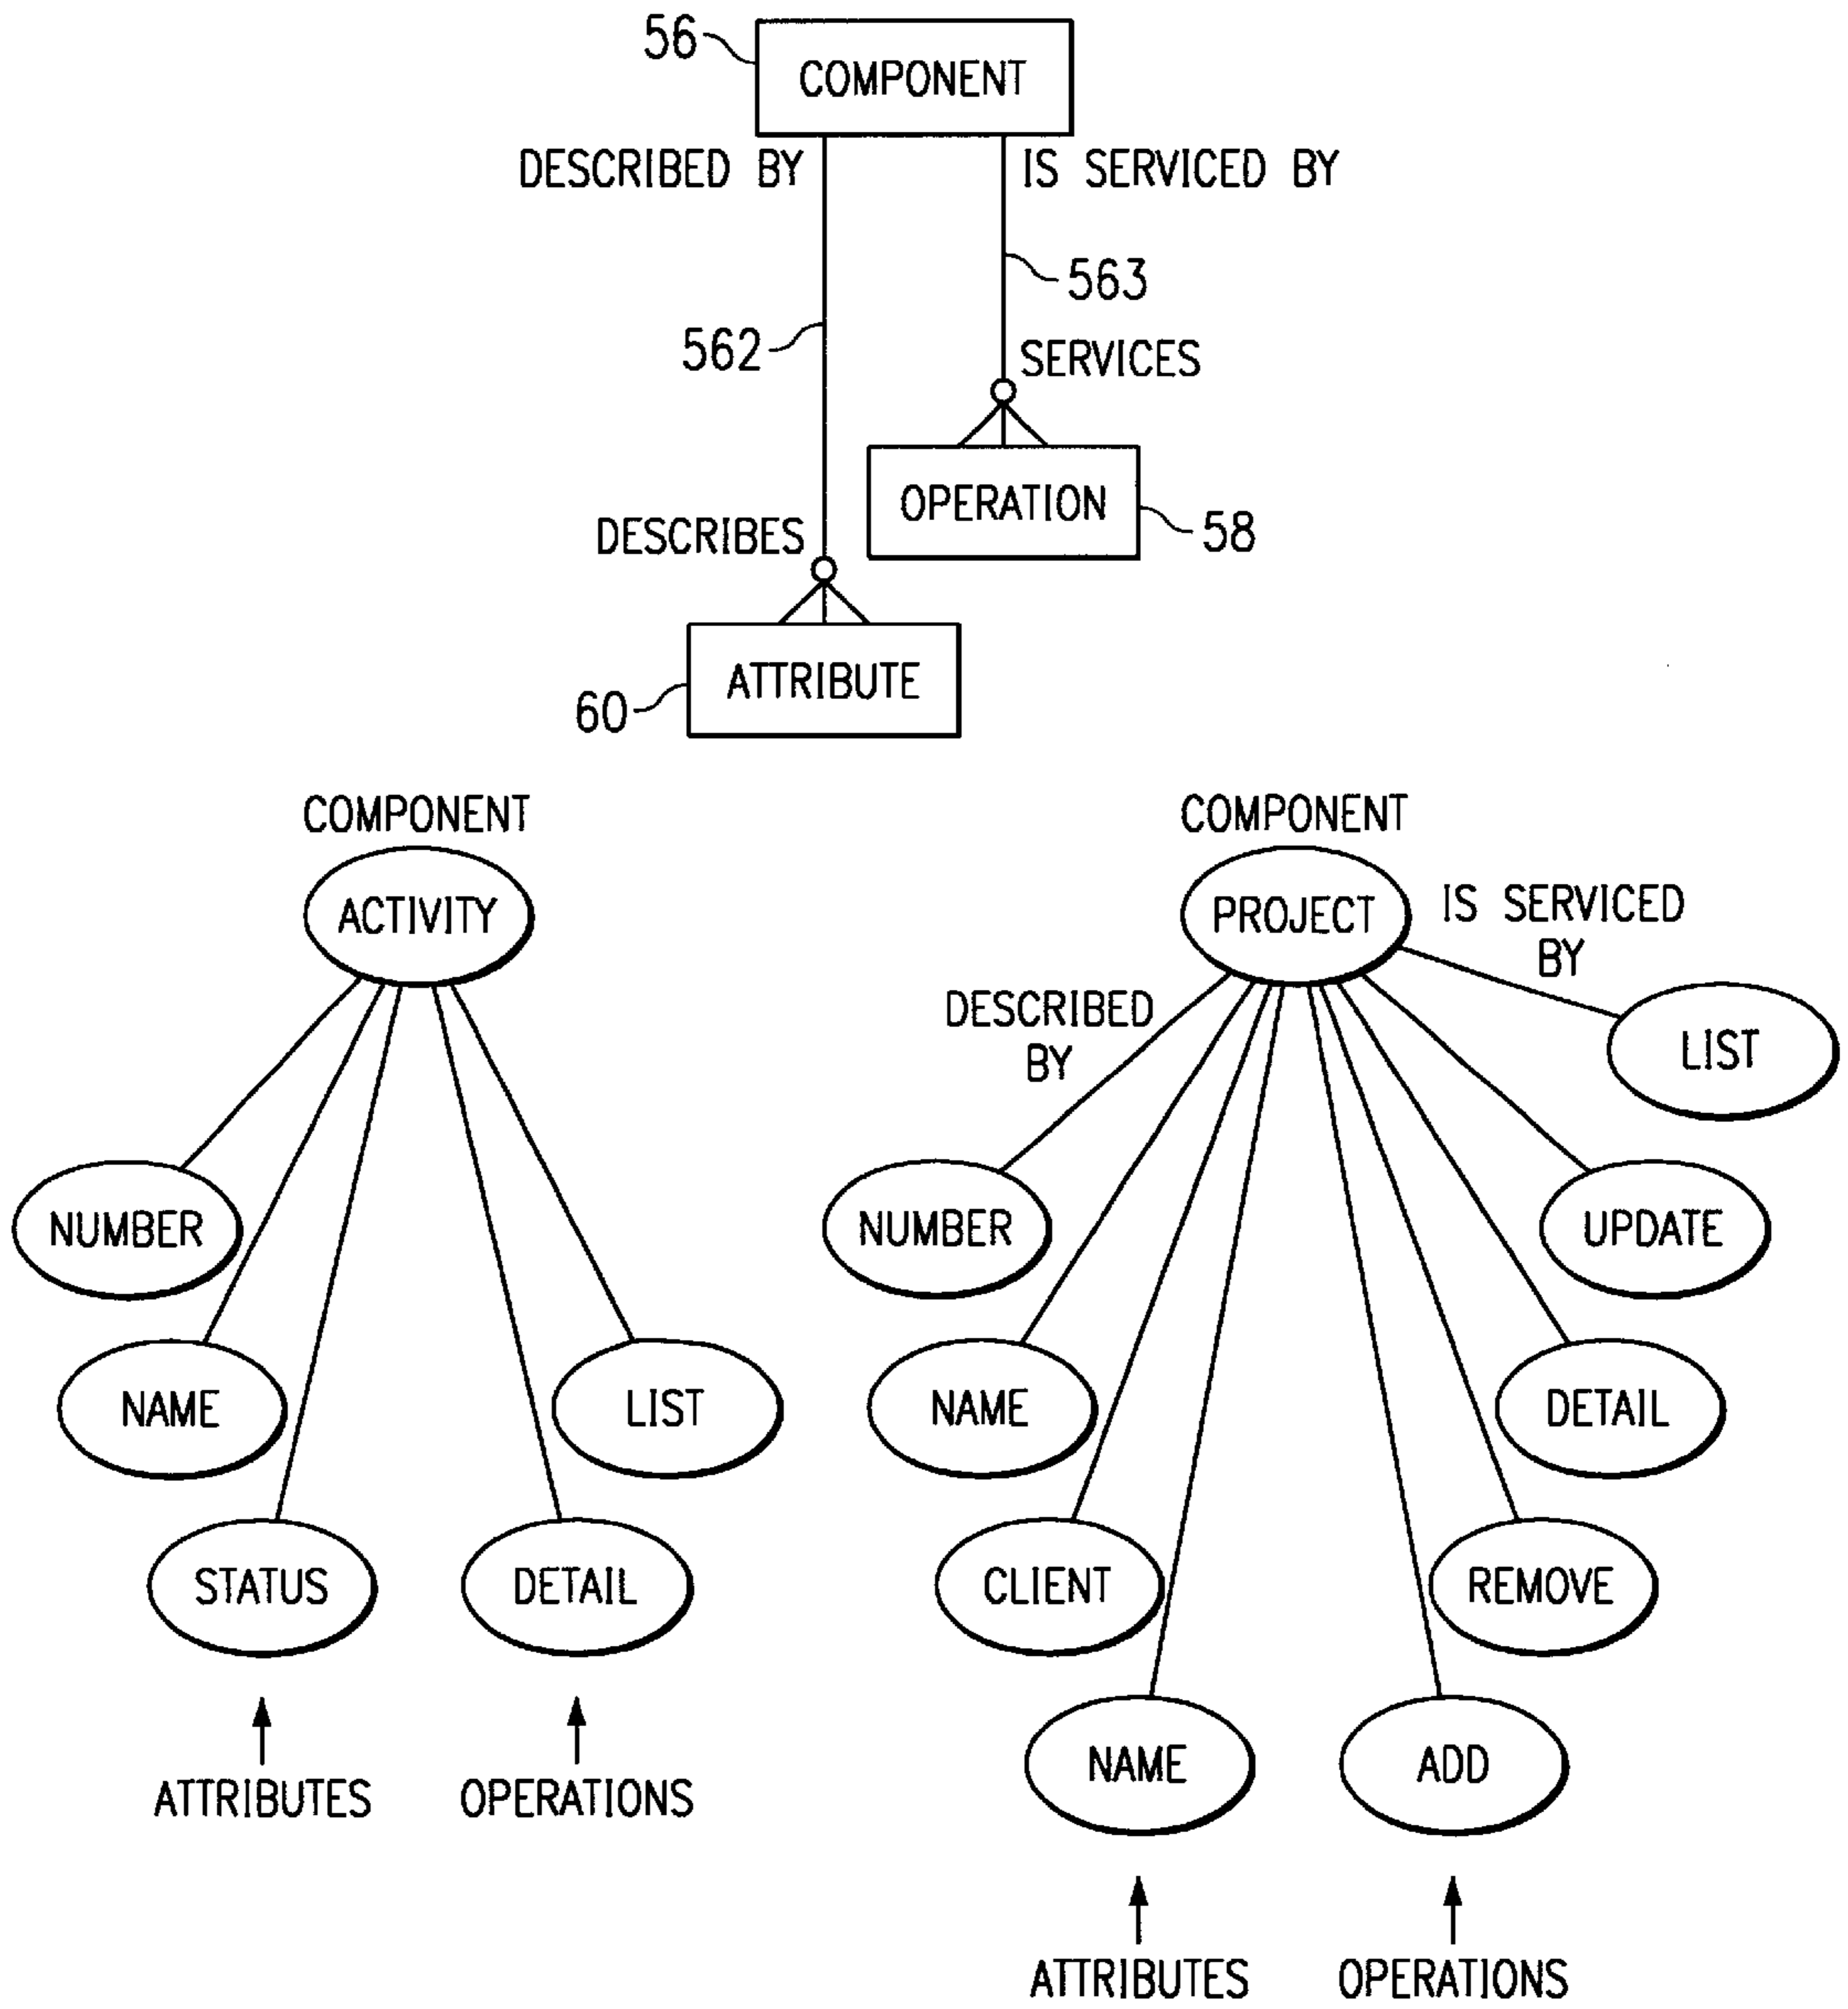 56
COMPONENT
DESCRIBED BY
IS SERVICED BY
563
562
SERVICES
OPERATION
58
DESCRIBES
ATTRIBUTE
60
COMPONENT
ACTIVITY
NUMBER
NAME
LIST
STATUS
DETAIL
ATTRIBUTES
OPERATIONS
COMPONENT
PROJECT
IS SERVICED
BY
DESCRIBED
BY
LIST
NUMBER
UPDATE
NAME
DETAIL
CLIENT
REMOVE
NAME
ADD
ATTRIBUTES
OPERATIONS